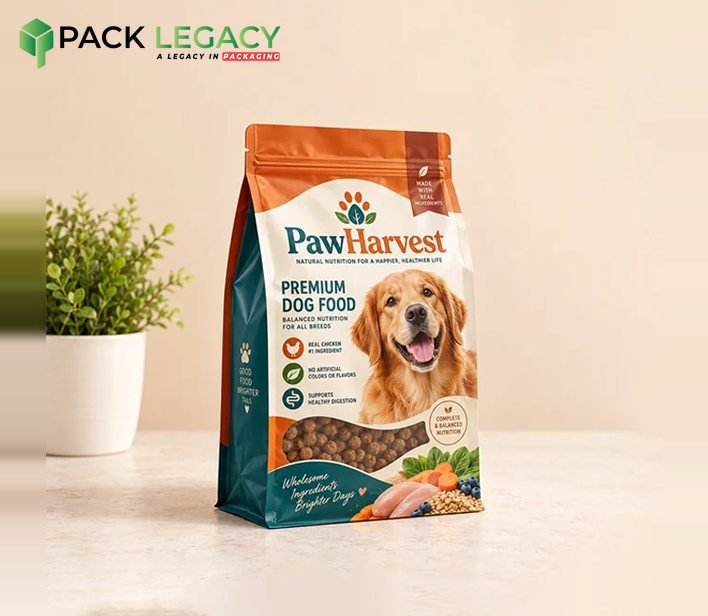 PACK LEGACY
A LEGACY IN PACKAGING
MADE
WITH
REAL
INGREDIENTS
PawHarvest
NATURAL NUTRITION FOR A HAPPIER, HEALTHIER LIFE
PREMIUM
DOG FOOD
BALANCED NUTRITION
FOR ALL BREEDS
REAL CHICKEN
#1 INGREDIENT
NO ARTIFICIAL
COLORS OR FLAVORS
SUPPORTS
HEALTHY DIGESTION
GOOD
FOOD
BRIGHTER
TAILS
COMPLETE
& BALANCED
NUTRITION
Wholesome
Ingredients
Brighter Days